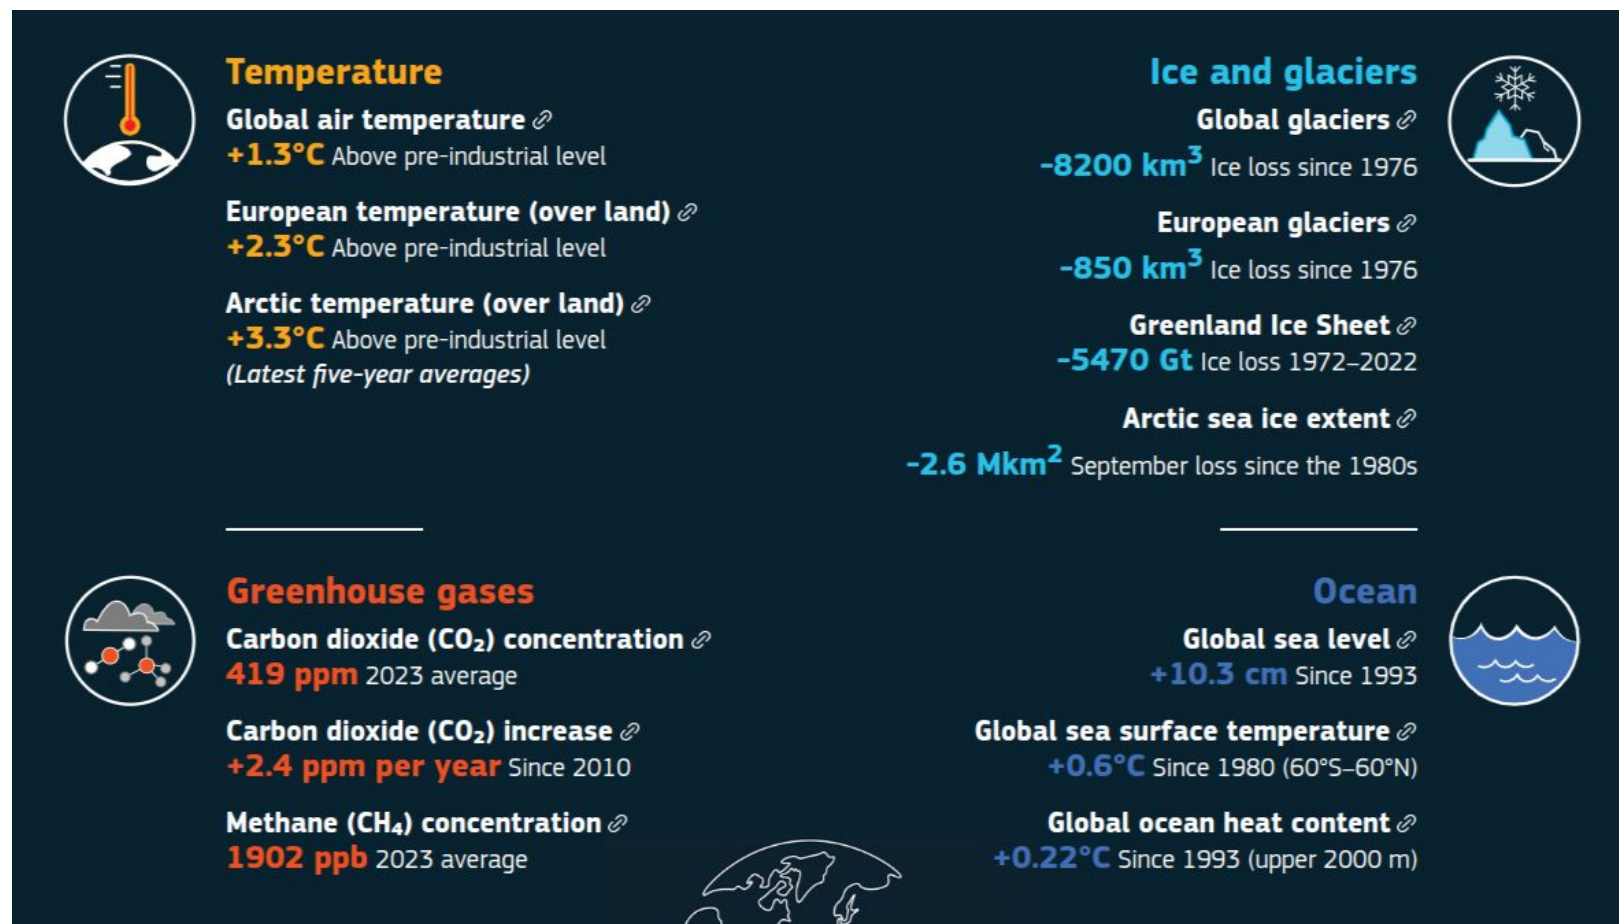 Temperature
Global air temperature
+1.3°C Above pre-industrial level
European temperature (over land)
+2.3°C Above pre-industrial level
Arctic temperature (over land)
+3.3°C Above pre-industrial level
(Latest five-year averages)
Ice and glaciers
Global glaciers
-8200 km³ Ice loss since 1976
European glaciers
-850 km³ Ice loss since 1976
Greenland Ice Sheet
-5470 Gt Ice loss 1972–2022
Arctic sea ice extent
-2.6 Mkm² September loss since the 1980s
Greenhouse gases
Carbon dioxide (CO₂) concentration
419 ppm 2023 average
Carbon dioxide (CO₂) increase
+2.4 ppm per year Since 2010
Methane (CH₄) concentration
1902 ppb 2023 average
Ocean
Global sea level
+10.3 cm Since 1993
Global sea surface temperature
+0.6°C Since 1980 (60°S–60°N)
Global ocean heat content
+0.22°C Since 1993 (upper 2000 m)